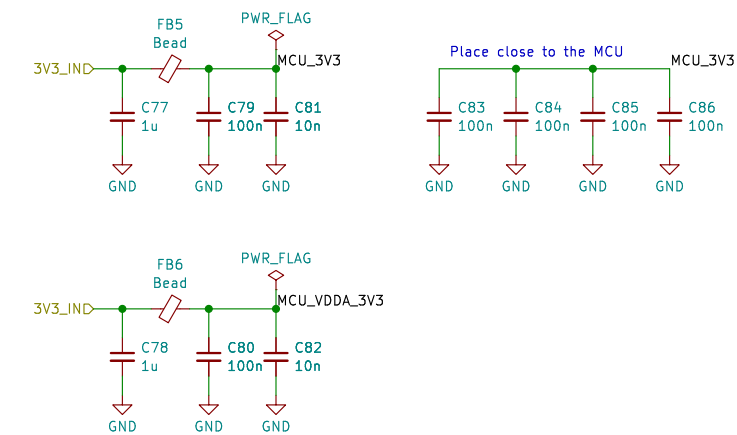 PWR_FLAG
FB5
Bead
3V3_IN
MCU_3V3
C77
1u
C79
100n
C81
10n
GND
GND
GND
Place close to the MCU
MCU_3V3
C83
100n
C84
100n
C85
100n
C86
100n
GND
GND
GND
GND
PWR_FLAG
FB6
Bead
3V3_IN
MCU_VDDA_3V3
C78
1u
C80
100n
C82
10n
GND
GND
GND